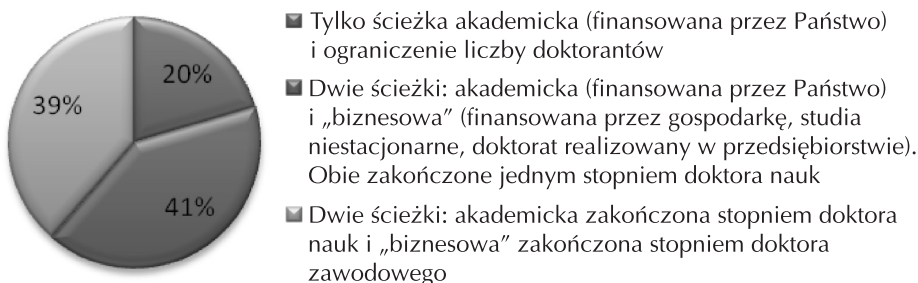 20%
39%
41%
Tylko ścieżka akademicka (finansowana przez Państwo)
i ograniczenie liczby doktorantów
Dwie ścieżki: akademicka (finansowana przez Państwo)
i „biznesowa” (finansowana przez gospodarkę, studia
niestacjonarne, doktorat realizowany w przedsiębiorstwie).
Obie zakończone jednym stopniem doktora nauk
Dwie ścieżki: akademicka zakończona stopniem doktora
nauk i „biznesowa” zakończona stopniem doktora
zawodowego